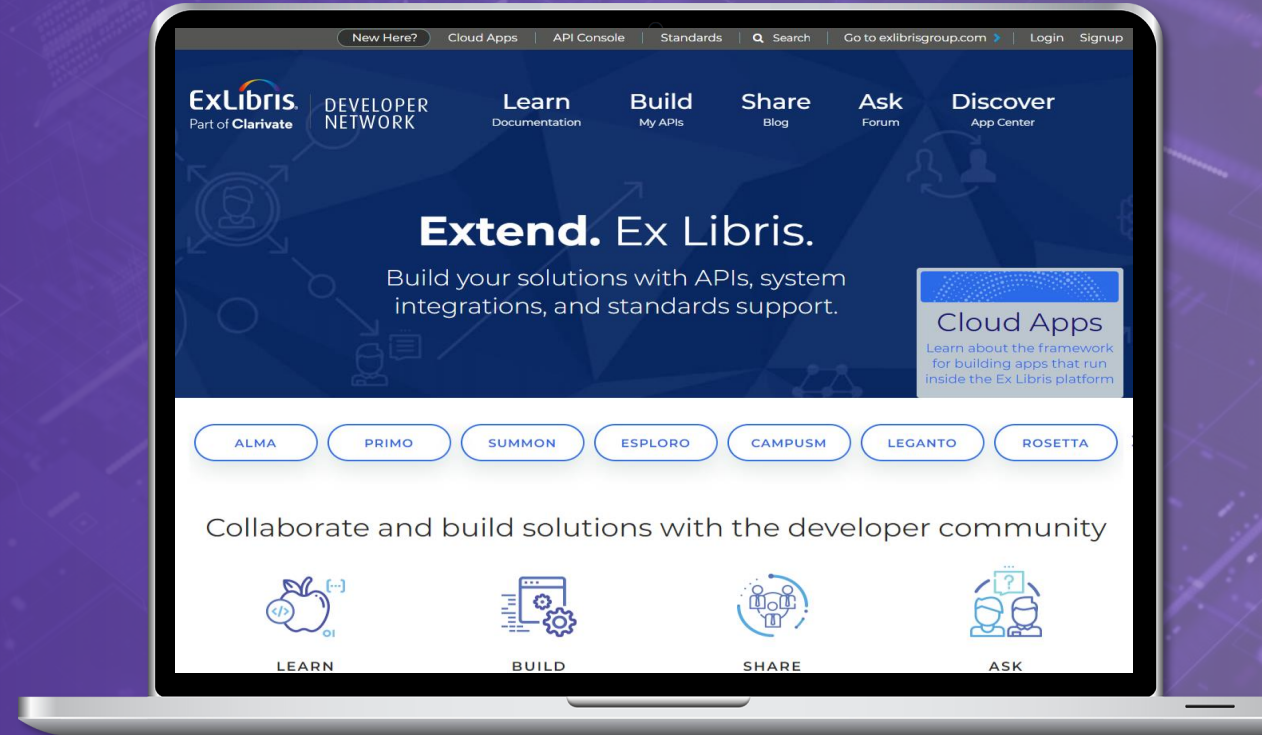 New Here? Cloud Apps API Console Standards Search Go to exlibrisgroup.com Login Signup
ExLibris. DEVELOPER
Part of Clarivate NETWORK
Learn Build Share Ask Discover
Documentation My APIs Blog Forum App Center
Extend. Ex Libris.
Build your solutions with APIs, system
integrations, and standards support.
Cloud Apps
Learn about the framework
for building apps that run
inside the Ex Libris platform
ALMA PRIMO SUMMON ESPLORO CAMPUSM LEGANTO ROSETTA
Collaborate and build solutions with the developer community
LEARN BUILD SHARE ASK